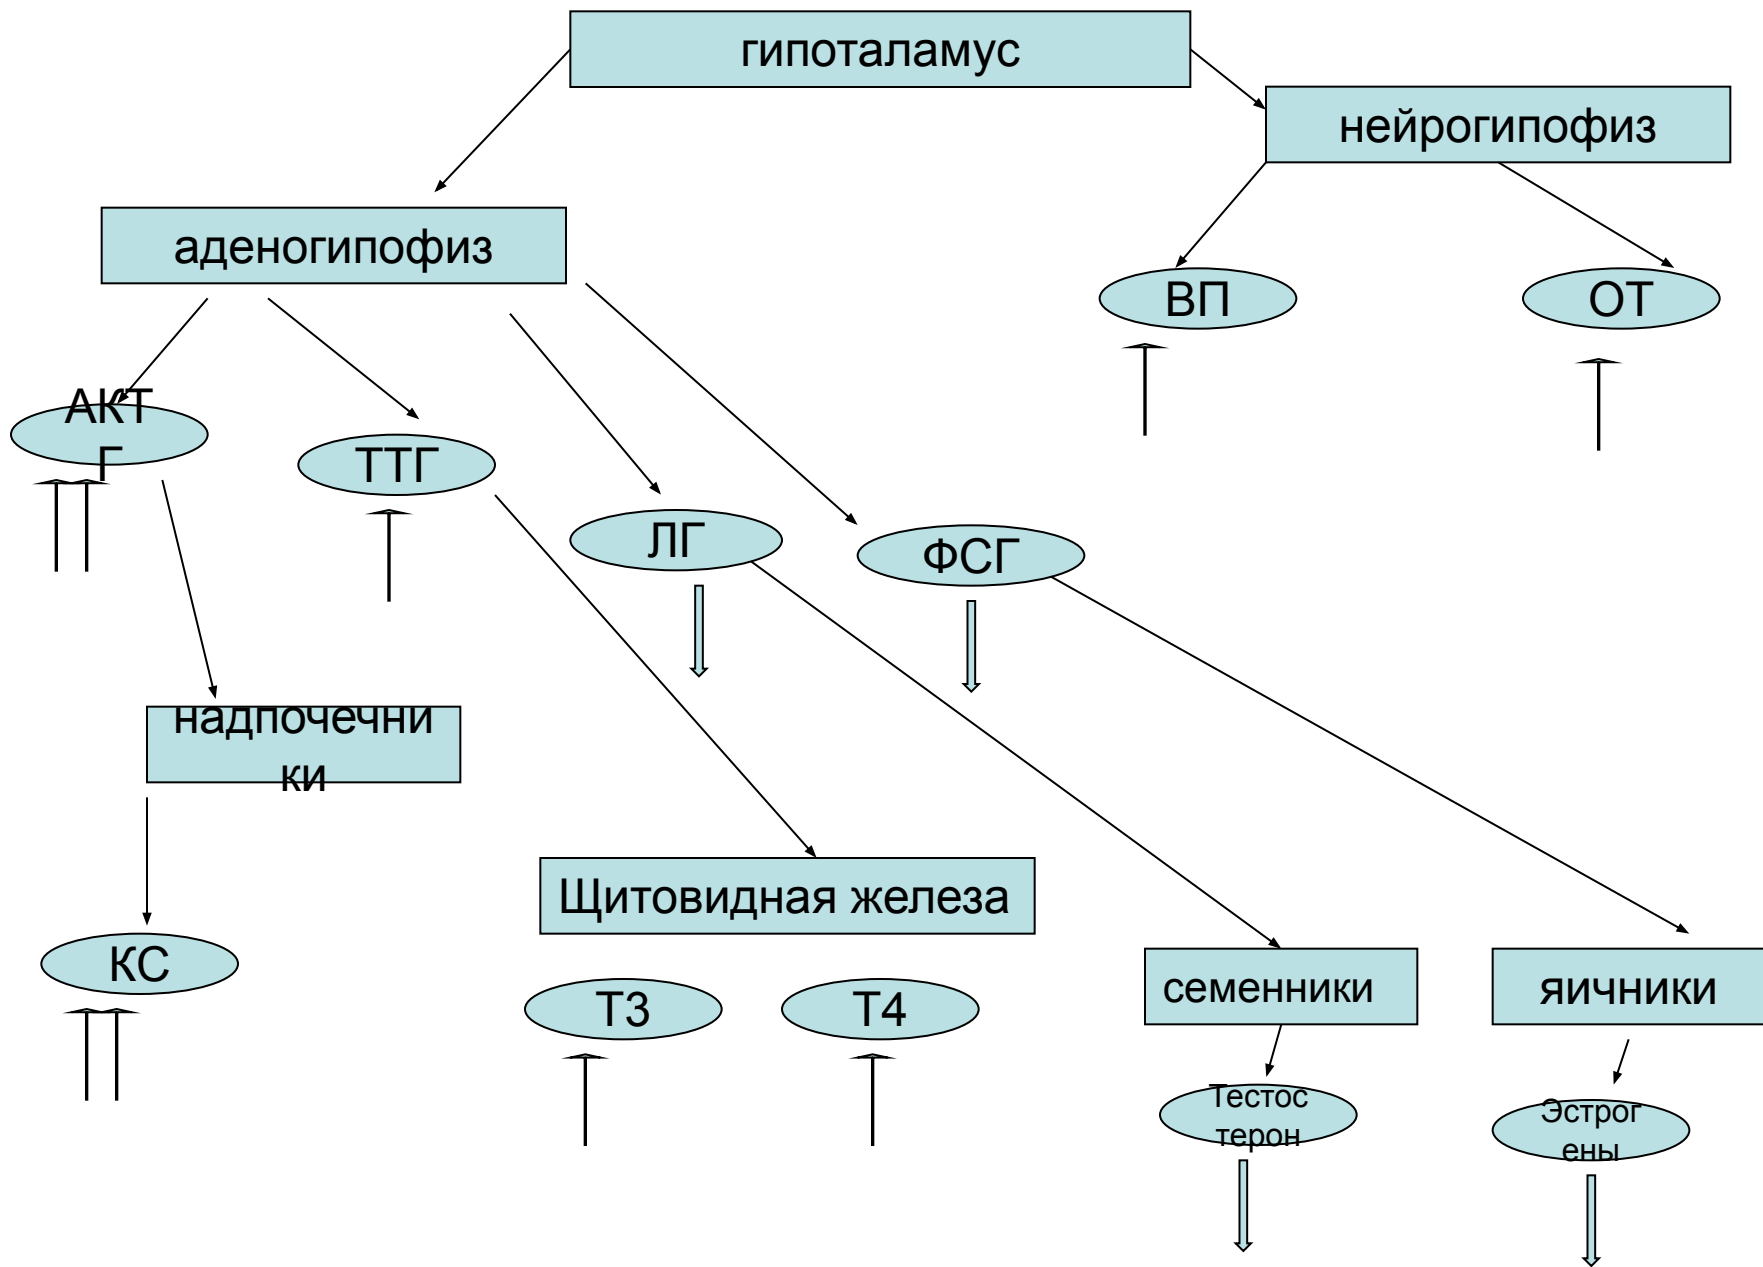 гипоталамус
нейрогипофиз
аденогипофиз
ВП
ОТ
АКТ
Г
ТТГ
ЛГ
ФСГ
надпочечни
ки
Щитовидная железа
КС
Т3
Т4
семенники
яичники
Тестос
терон
Эстрог
ены